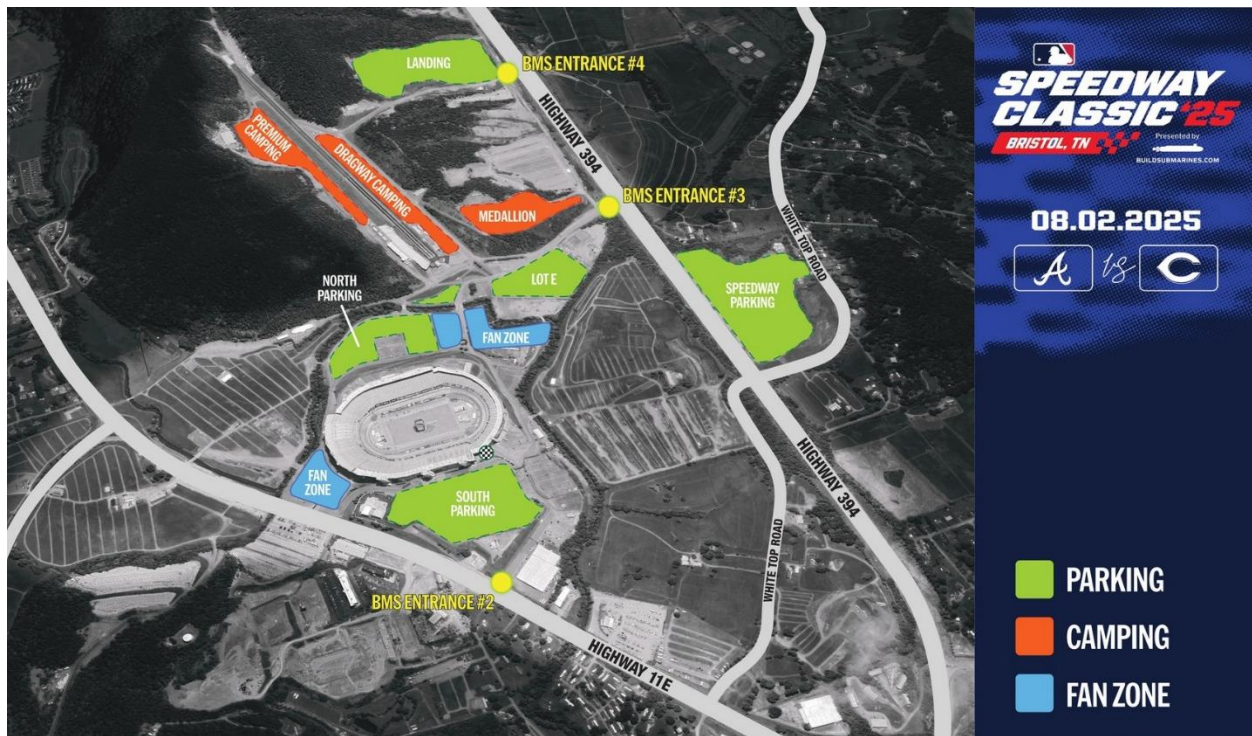 LANDING
BMS ENTRANCE #4
HIGHWAY 394
PREMIUM
CAMPING
DRAGWAY CAMPING
MEDALLION
BMS ENTRANCE #3
WHITE TOP ROAD
NORTH
PARKING
LOT E
SPEEDWAY
PARKING
FAN ZONE
FAN
ZONE
SOUTH
PARKING
HIGHWAY 394
WHITE TOP ROAD
BMS ENTRANCE #2
HIGHWAY 11E
SPEEDWAY
CLASSIC '25
BRISTOL, TN
Presented by
BUILDSUBMARINES.COM
08.02.2025
A vs C
PARKING
CAMPING
FAN ZONE